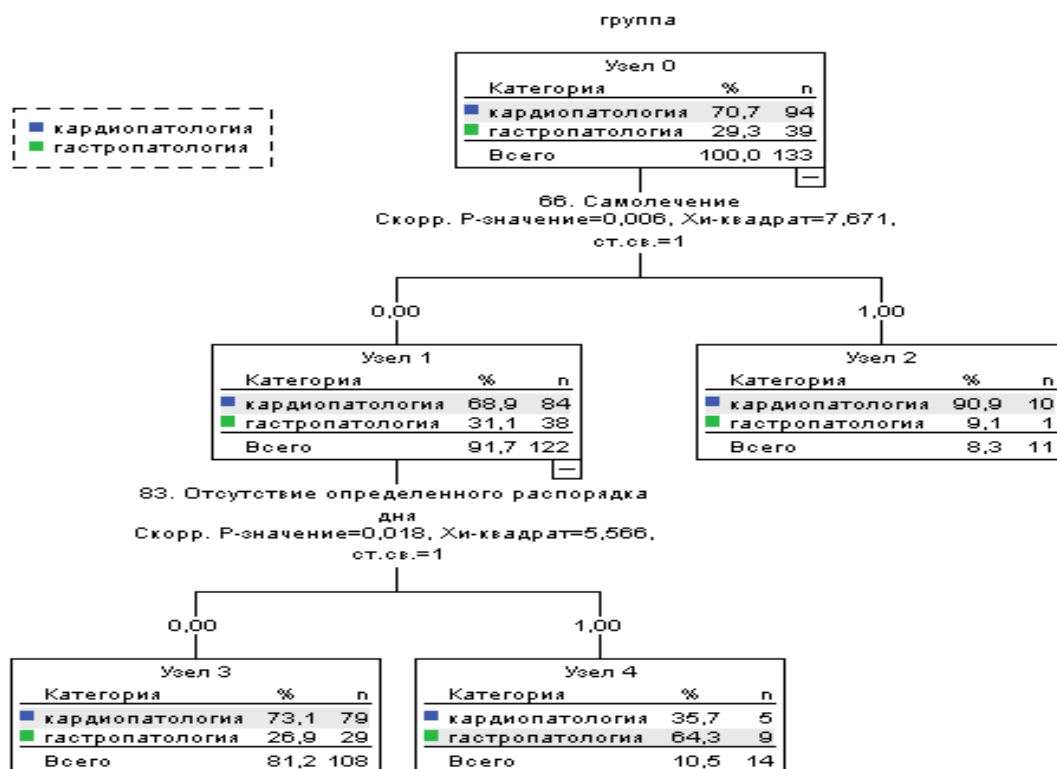 группа
Узел 0
Категория % n
кардиопатология 70,7 94
гастропатология 29,3 39
Всего 100,0 133
кардиопатология
гастропатология
66. Самолечение
Скорр. Р-значение=0,006, Хи-квадрат=7,671,
ст.св.=1
0,00
1,00
Узел 1
Категория % n
кардиопатология 68,9 84
гастропатология 31,1 38
Всего 91,7 122
Узел 2
Категория % n
кардиопатология 90,9 10
гастропатология 9,1 1
Всего 8,3 11
83. Отсутствие определенного распорядка
дня
Скорр. Р-значение=0,018, Хи-квадрат=5,566,
ст.св.=1
0,00
1,00
Узел 3
Категория % n
кардиопатология 73,1 79
гастропатология 26,9 29
Всего 81,2 108
Узел 4
Категория % n
кардиопатология 35,7 5
гастропатология 64,3 9
Всего 10,5 14